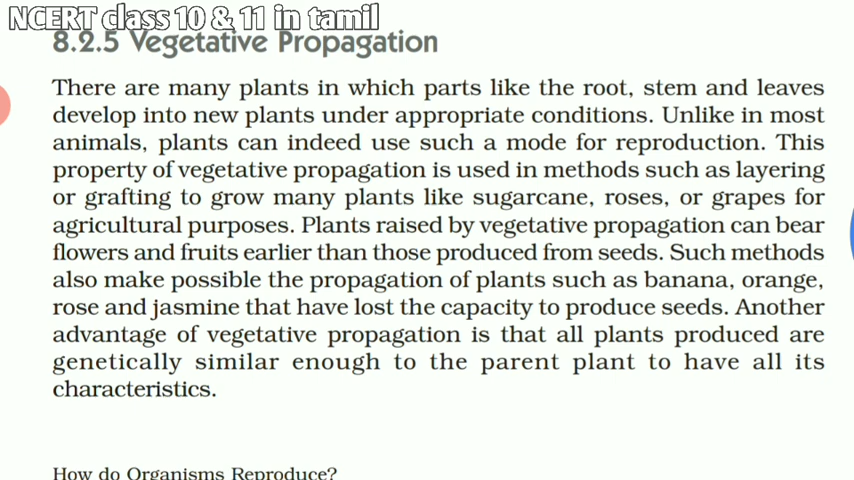 NCERT class 10 & 11 in tamil
8.2.5 Vegetative Propagation
There are many plants in which parts like the root, stem and leaves
develop into new plants under appropriate conditions. Unlike in most
animals, plants can indeed use such a mode for reproduction. This
property of vegetative propagation is used in methods such as layering
or grafting to grow many plants like sugarcane, roses, or grapes for
agricultural purposes. Plants raised by vegetative propagation can bear
flowers and fruits earlier than those produced from seeds. Such methods
also make possible the propagation of plants such as banana, orange,
rose and jasmine that have lost the capacity to produce seeds. Another
advantage of vegetative propagation is that all plants produced are
genetically similar enough to the parent plant to have all its
characteristics.
How do Organisms Reproduce?